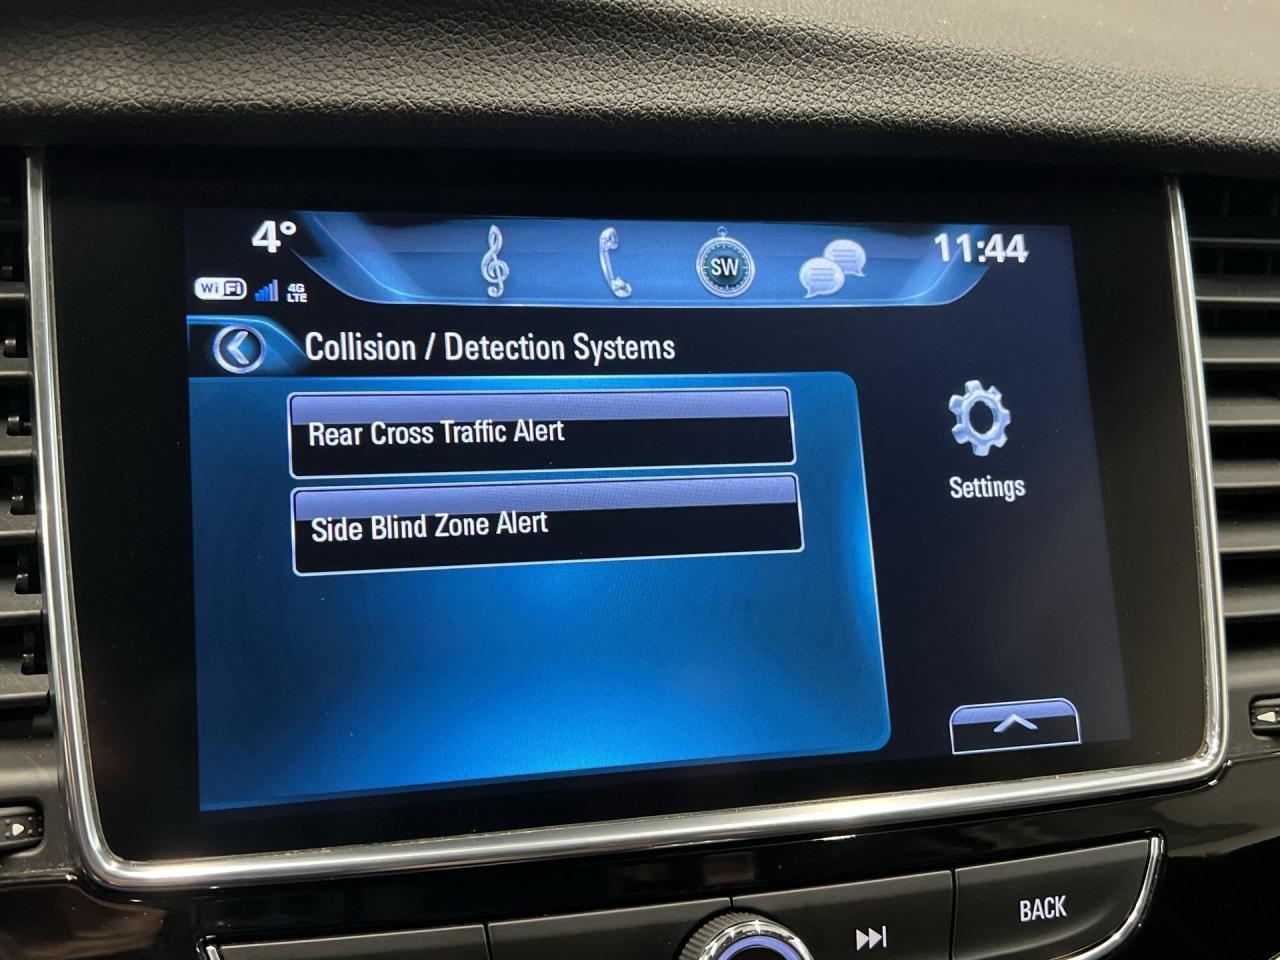 4°
11:44
SW
WiFi
4G
LTE
Collision / Detection Systems
Rear Cross Traffic Alert
Side Blind Zone Alert
Settings
BACK